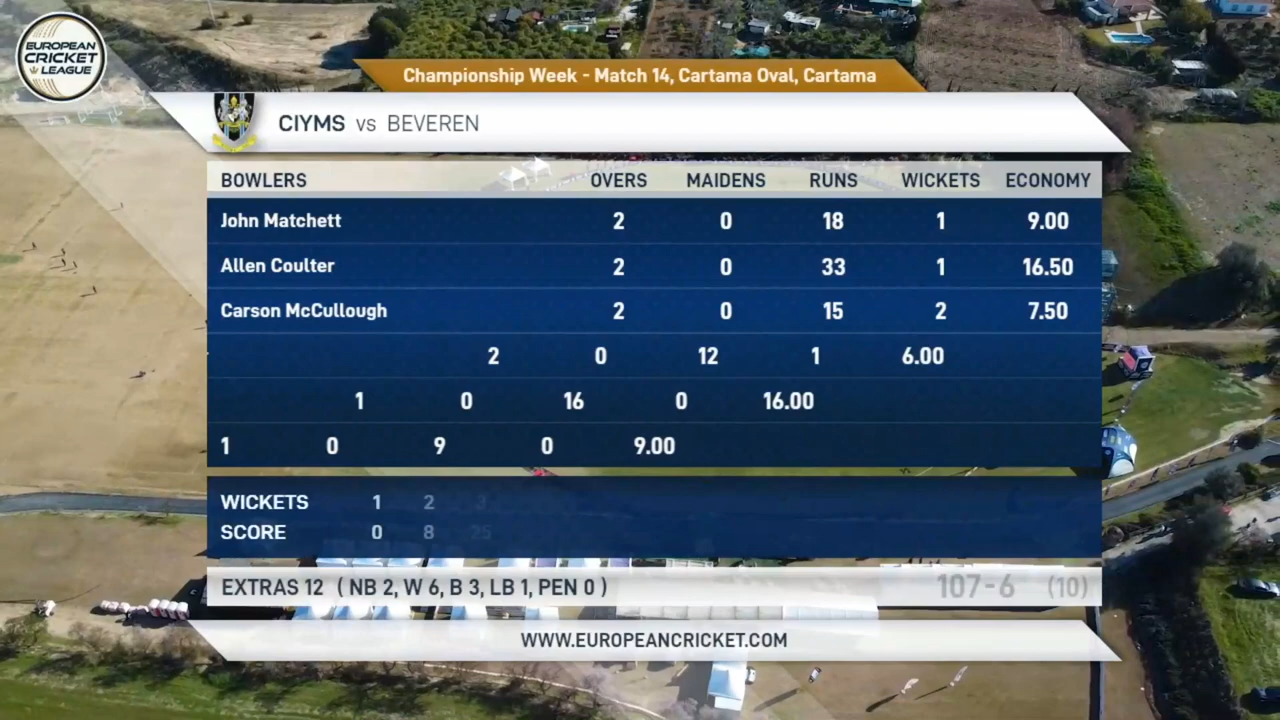 EUROPEAN
CRICKET
LEAGUE
Championship Week - Match 14, Cartama Oval, Cartama
CIYMS vs BEVEREN
BOWLERS OVERS MAIDENS RUNS WICKETS ECONOMY
John Matchett 2 0 18 1 9.00
Allen Coulter 2 0 33 1 16.50
Carson McCullough 2 0 15 2 7.50
2 0 12 1 6.00
1 0 16 0 16.00
1 0 9 0 9.00
WICKETS 1 2 3
SCORE 0 8 25
EXTRAS 12 ( NB 2, W 6, B 3, LB 1, PEN 0 ) 107-6 (10)
WWW.EUROPEANCRICKET.COM